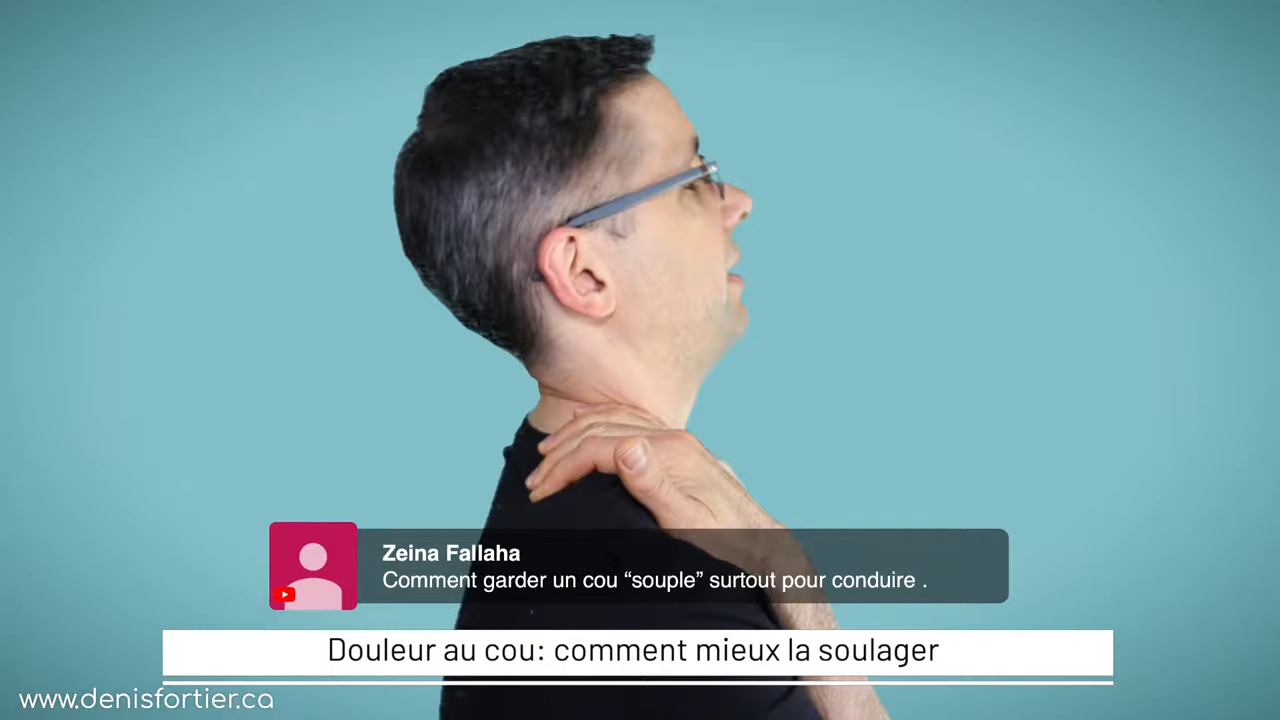 Zeina Fallaha
Comment garder un cou “souple” surtout pour conduire .
Douleur au cou: comment mieux la soulager
www.denisfortier.ca